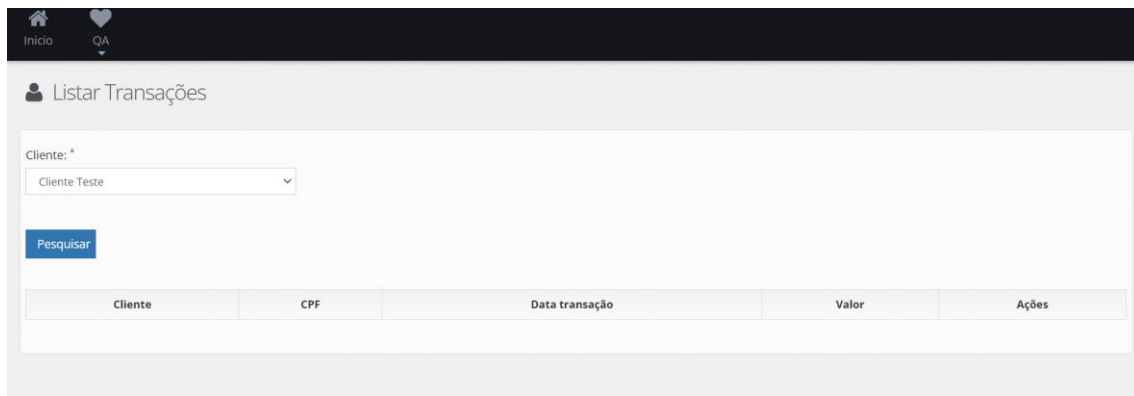 Inicio QA
Listar Transações
Cliente: *
Cliente Teste
Pesquisar
Cliente CPF Data transação Valor Ações